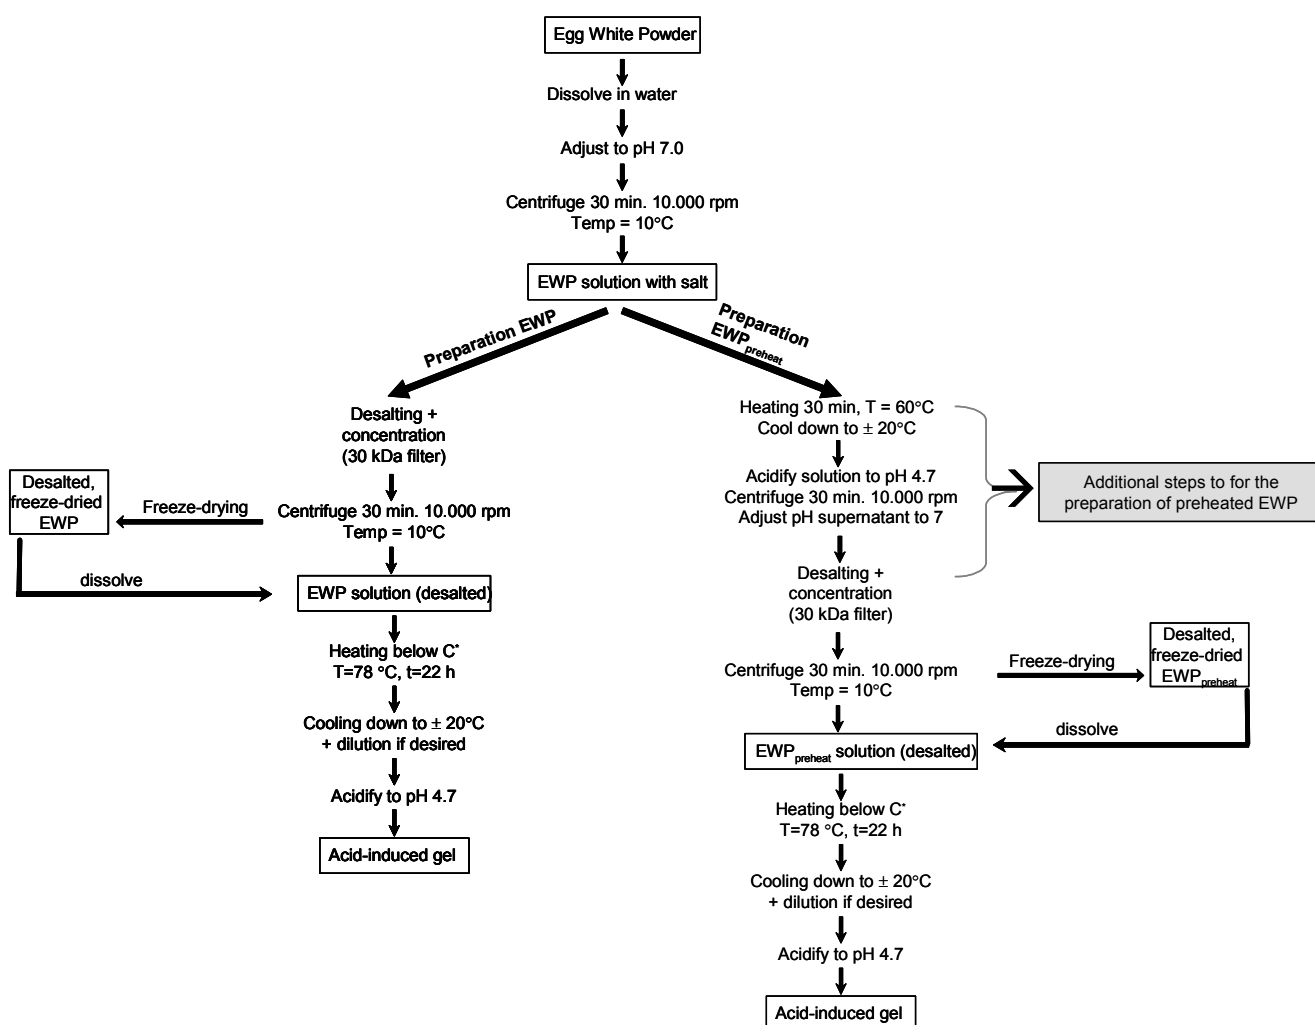 Egg White Powder
Dissolve in water
Adjust to pH 7.0
Centrifuge 30 min. 10.000 rpm
Temp = 10°C
EWP solution with salt
Preparation EWP
Preparation
EWPpreheat
Desalting +
concentration
(30 kDa filter)
Desalted,
freeze-dried
EWP
Freeze-drying
Centrifuge 30 min. 10.000 rpm
Temp = 10°C
dissolve
EWP solution (desalted)
Heating below C*
T=78 °C, t=22 h
Cooling down to ± 20°C
+ dilution if desired
Acidify to pH 4.7
Acid-induced gel
Heating 30 min, T = 60°C
Cool down to ± 20°C
Acidify solution to pH 4.7
Centrifuge 30 min. 10.000 rpm
Adjust pH supernatant to 7
Additional steps to for the
preparation of preheated EWP
Desalting +
concentration
(30 kDa filter)
Centrifuge 30 min. 10.000 rpm
Temp = 10°C
Freeze-drying
Desalted,
freeze-dried
EWPpreheat
dissolve
EWPpreheat solution (desalted)
Heating below C*
T=78 °C, t=22 h
Cooling down to ± 20°C
+ dilution if desired
Acidify to pH 4.7
Acid-induced gel